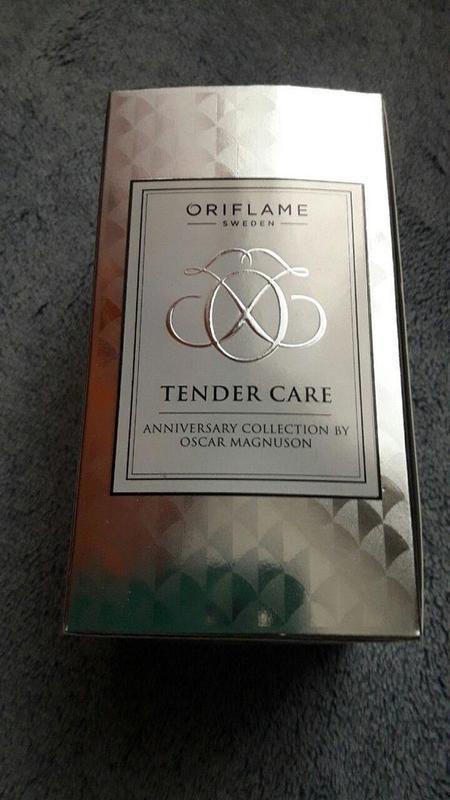 ORIFLAME
SWEDEN
TENDER CARE
ANNIVERSARY COLLECTION BY
OSCAR MAGNUSON